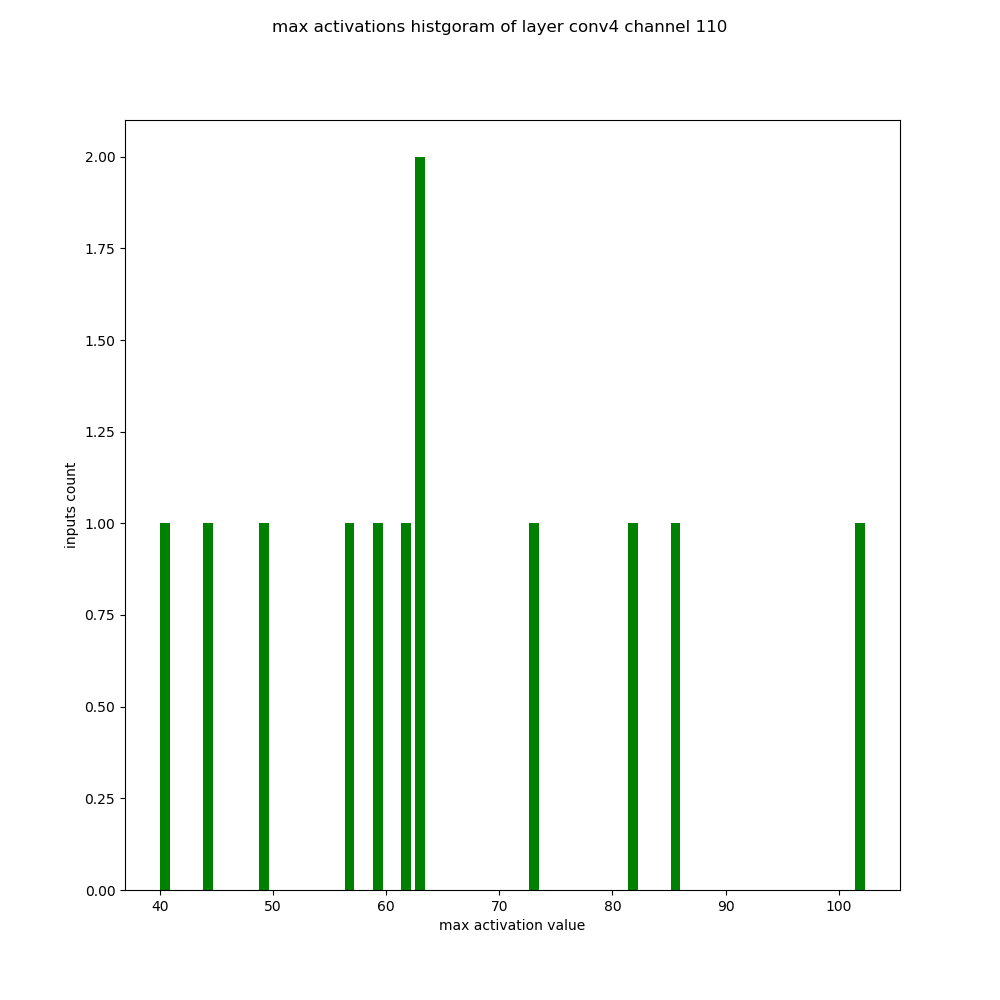 max activations histgoram of layer conv4 channel 110
2.00
1.75
1.50
1.25
1.00
0.75
0.50
0.25
0.00
inputs count
40 50 60 70 80 90 100
max activation value